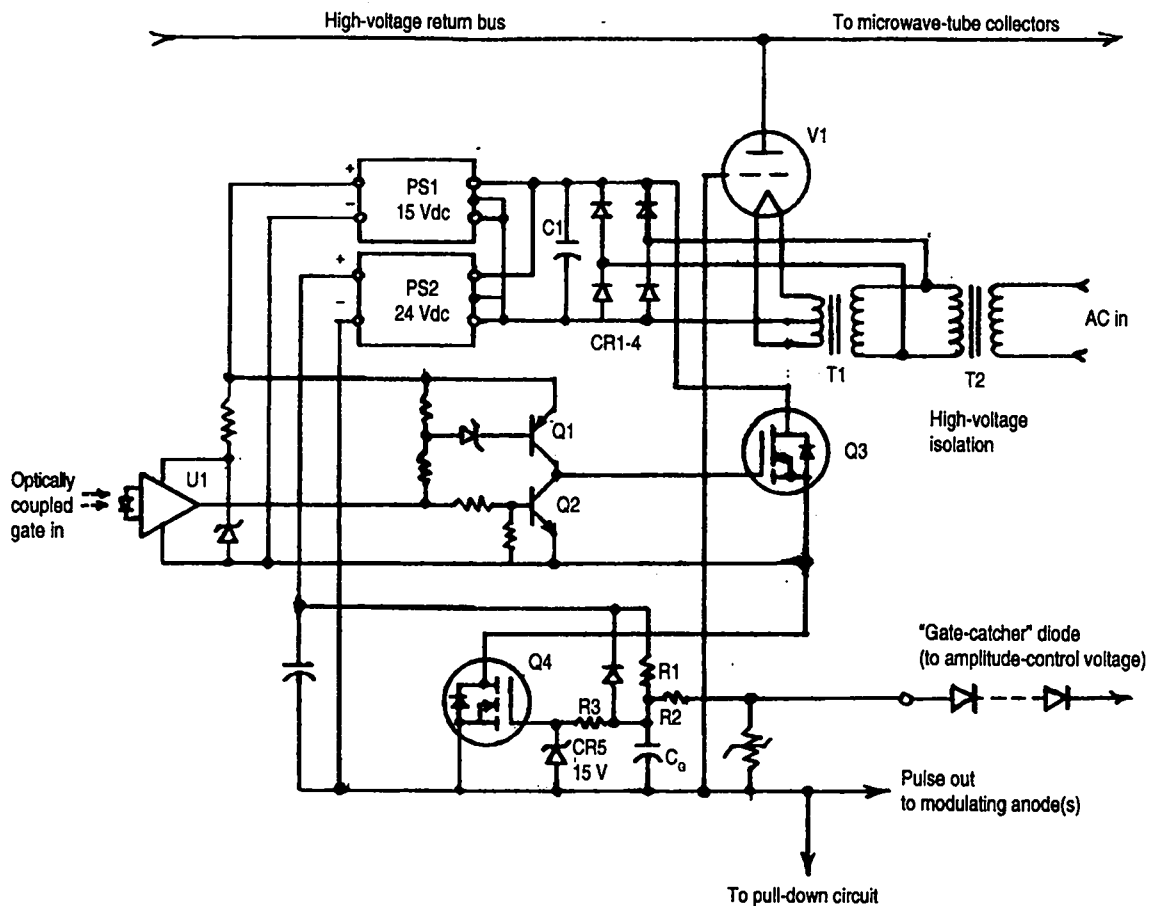 High-voltage return bus
To microwave-tube collectors
V1
+
PS1
15 Vdc
−
C1
+
PS2
24 Vdc
−
CR1-4
AC in
T1
T2
High-voltage
isolation
Q1
Q3
Optically
coupled
gate in
U1
Q2
"Gate-catcher" diode
(to amplitude-control voltage)
Q4
R1
R2
R3
CR5
15 V
CG
Pulse out
to modulating anode(s)
To pull-down circuit